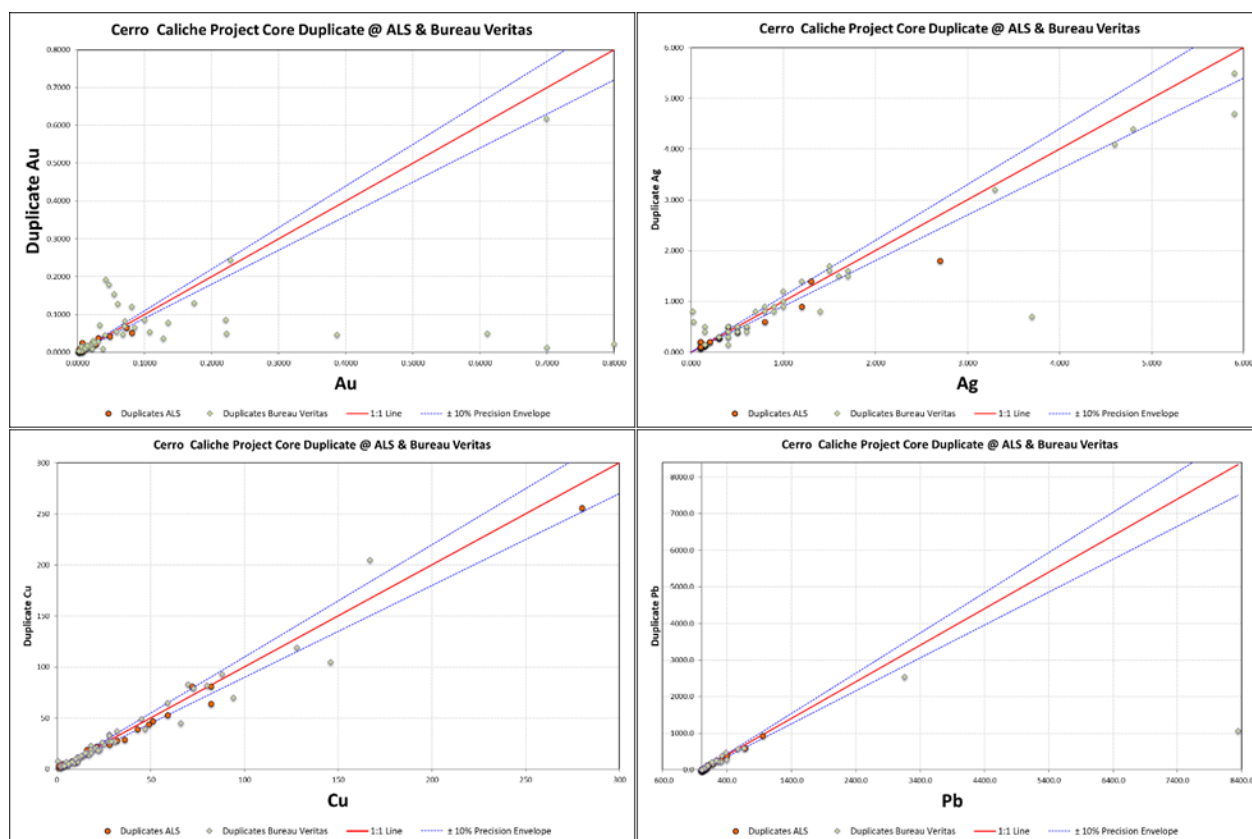 Cerro Caliche Project Core Duplicate @ ALS & Bureau Veritas
Duplicate Au
0.8000
0.7000
0.6000
0.5000
0.4000
0.3000
0.2000
0.1000
0.0000
0.0000 0.1000 0.2000 0.3000 0.4000 0.5000 0.6000 0.7000 0.8000
Au
Duplicates ALS Duplicates Bureau Veritas 1:1 Line ± 10% Precision Envelope
Cerro Caliche Project Core Duplicate @ ALS & Bureau Veritas
Duplicate Ag
6.000
5.000
4.000
3.000
2.000
1.000
0.000
0.000 1.000 2.000 3.000 4.000 5.000 6.000
Ag
Duplicates ALS Duplicates Bureau Veritas 1:1 Line ± 10% Precision Envelope
Cerro Caliche Project Core Duplicate @ ALS & Bureau Veritas
Duplicate Cu
300
250
200
150
100
50
0
0 50 100 150 200 250 300
Cu
Duplicates ALS Duplicates Bureau Veritas 1:1 Line ± 10% Precision Envelope
Cerro Caliche Project Core Duplicate @ ALS & Bureau Veritas
Duplicate Pb
8000.0
7000.0
6000.0
5000.0
4000.0
3000.0
2000.0
1000.0
0.0
600.0 400.0 1400.0 2400.0 3400.0 4400.0 5400.0 6400.0 7400.0 8400.0
Pb
Duplicates ALS Duplicates Bureau Veritas 1:1 Line ± 10% Precision Envelope